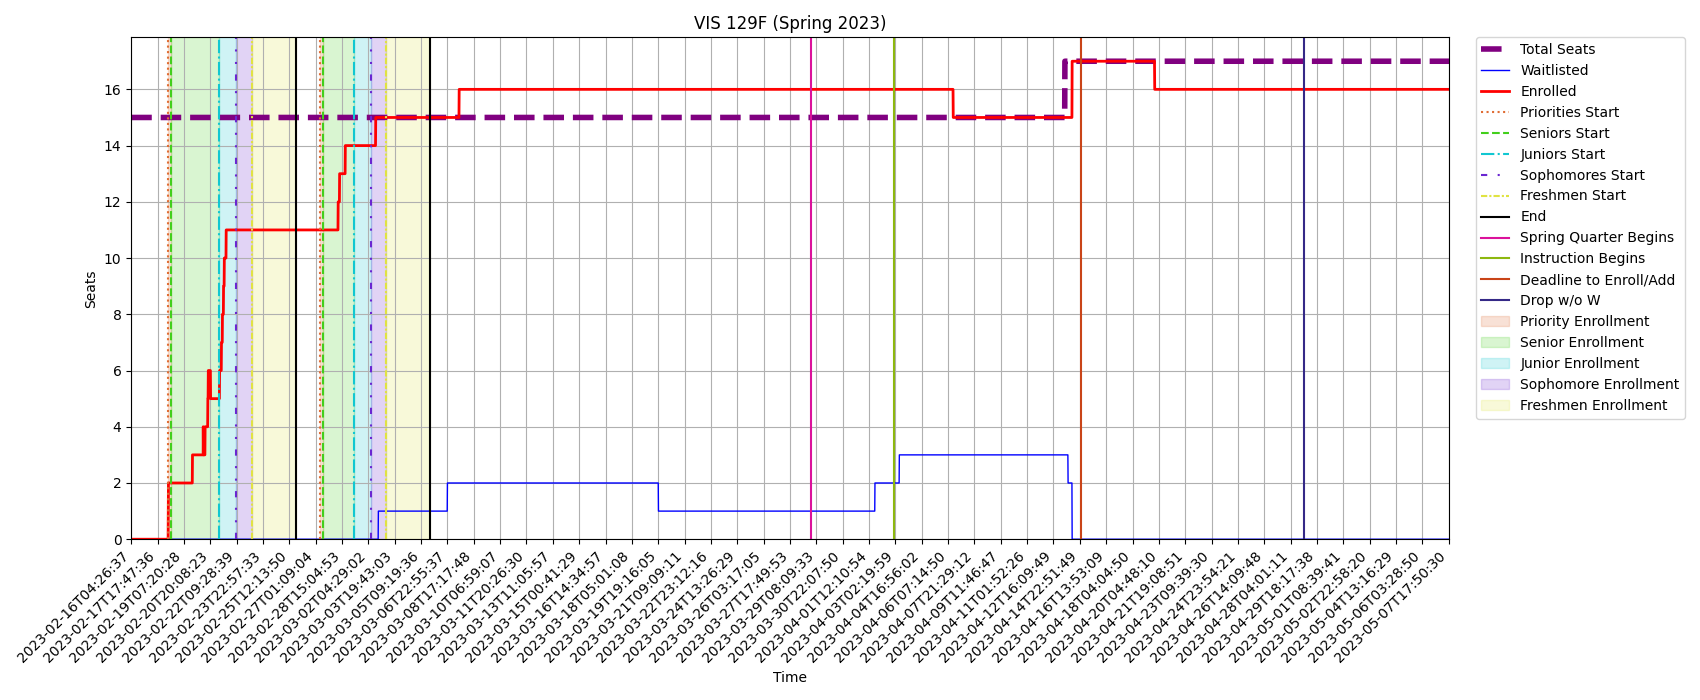 VIS 129F (Spring 2023)
Seats
16
14
12
10
8
6
4
2
0
2023-02-16T04:26:37
2023-02-17T17:47:36
2023-02-19T07:20:28
2023-02-20T20:08:23
2023-02-22T09:28:39
2023-02-23T22:57:33
2023-02-25T12:13:50
2023-02-27T01:09:04
2023-02-28T15:04:53
2023-03-02T04:29:02
2023-03-03T19:43:03
2023-03-05T09:19:36
2023-03-06T22:55:37
2023-03-08T17:17:48
2023-03-10T06:59:07
2023-03-11T20:26:30
2023-03-13T11:05:57
2023-03-15T00:41:29
2023-03-16T14:34:57
2023-03-18T05:01:08
2023-03-19T19:16:05
2023-03-21T09:09:11
2023-03-22T23:12:16
2023-03-24T13:26:29
2023-03-26T03:17:05
2023-03-27T17:49:53
2023-03-29T08:09:33
2023-03-30T22:07:50
2023-04-01T12:10:54
2023-04-03T02:19:59
2023-04-04T16:56:02
2023-04-06T07:14:50
2023-04-07T21:29:12
2023-04-09T11:46:47
2023-04-11T01:52:26
2023-04-12T16:09:49
2023-04-14T22:51:49
2023-04-16T13:53:09
2023-04-18T04:04:50
2023-04-20T04:48:10
2023-04-21T19:08:51
2023-04-23T09:39:30
2023-04-24T23:54:21
2023-04-26T14:09:48
2023-04-28T04:01:11
2023-04-29T18:17:38
2023-05-01T08:39:41
2023-05-02T22:58:20
2023-05-04T13:16:29
2023-05-06T03:28:50
2023-05-07T17:50:30
Time
Total Seats
Waitlisted
Enrolled
Priorities Start
Seniors Start
Juniors Start
Sophomores Start
Freshmen Start
End
Spring Quarter Begins
Instruction Begins
Deadline to Enroll/Add
Drop w/o W
Priority Enrollment
Senior Enrollment
Junior Enrollment
Sophomore Enrollment
Freshmen Enrollment